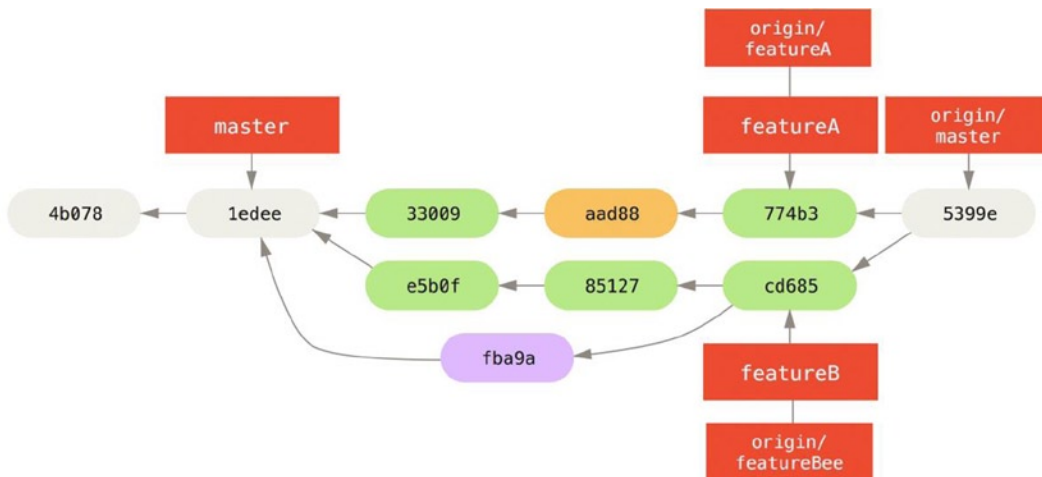 origin/
featureA
master
featureA
origin/
master
4b078
1edee
33009
aad88
774b3
5399e
e5b0f
85127
cd685
fba9a
featureB
origin/
featureBee